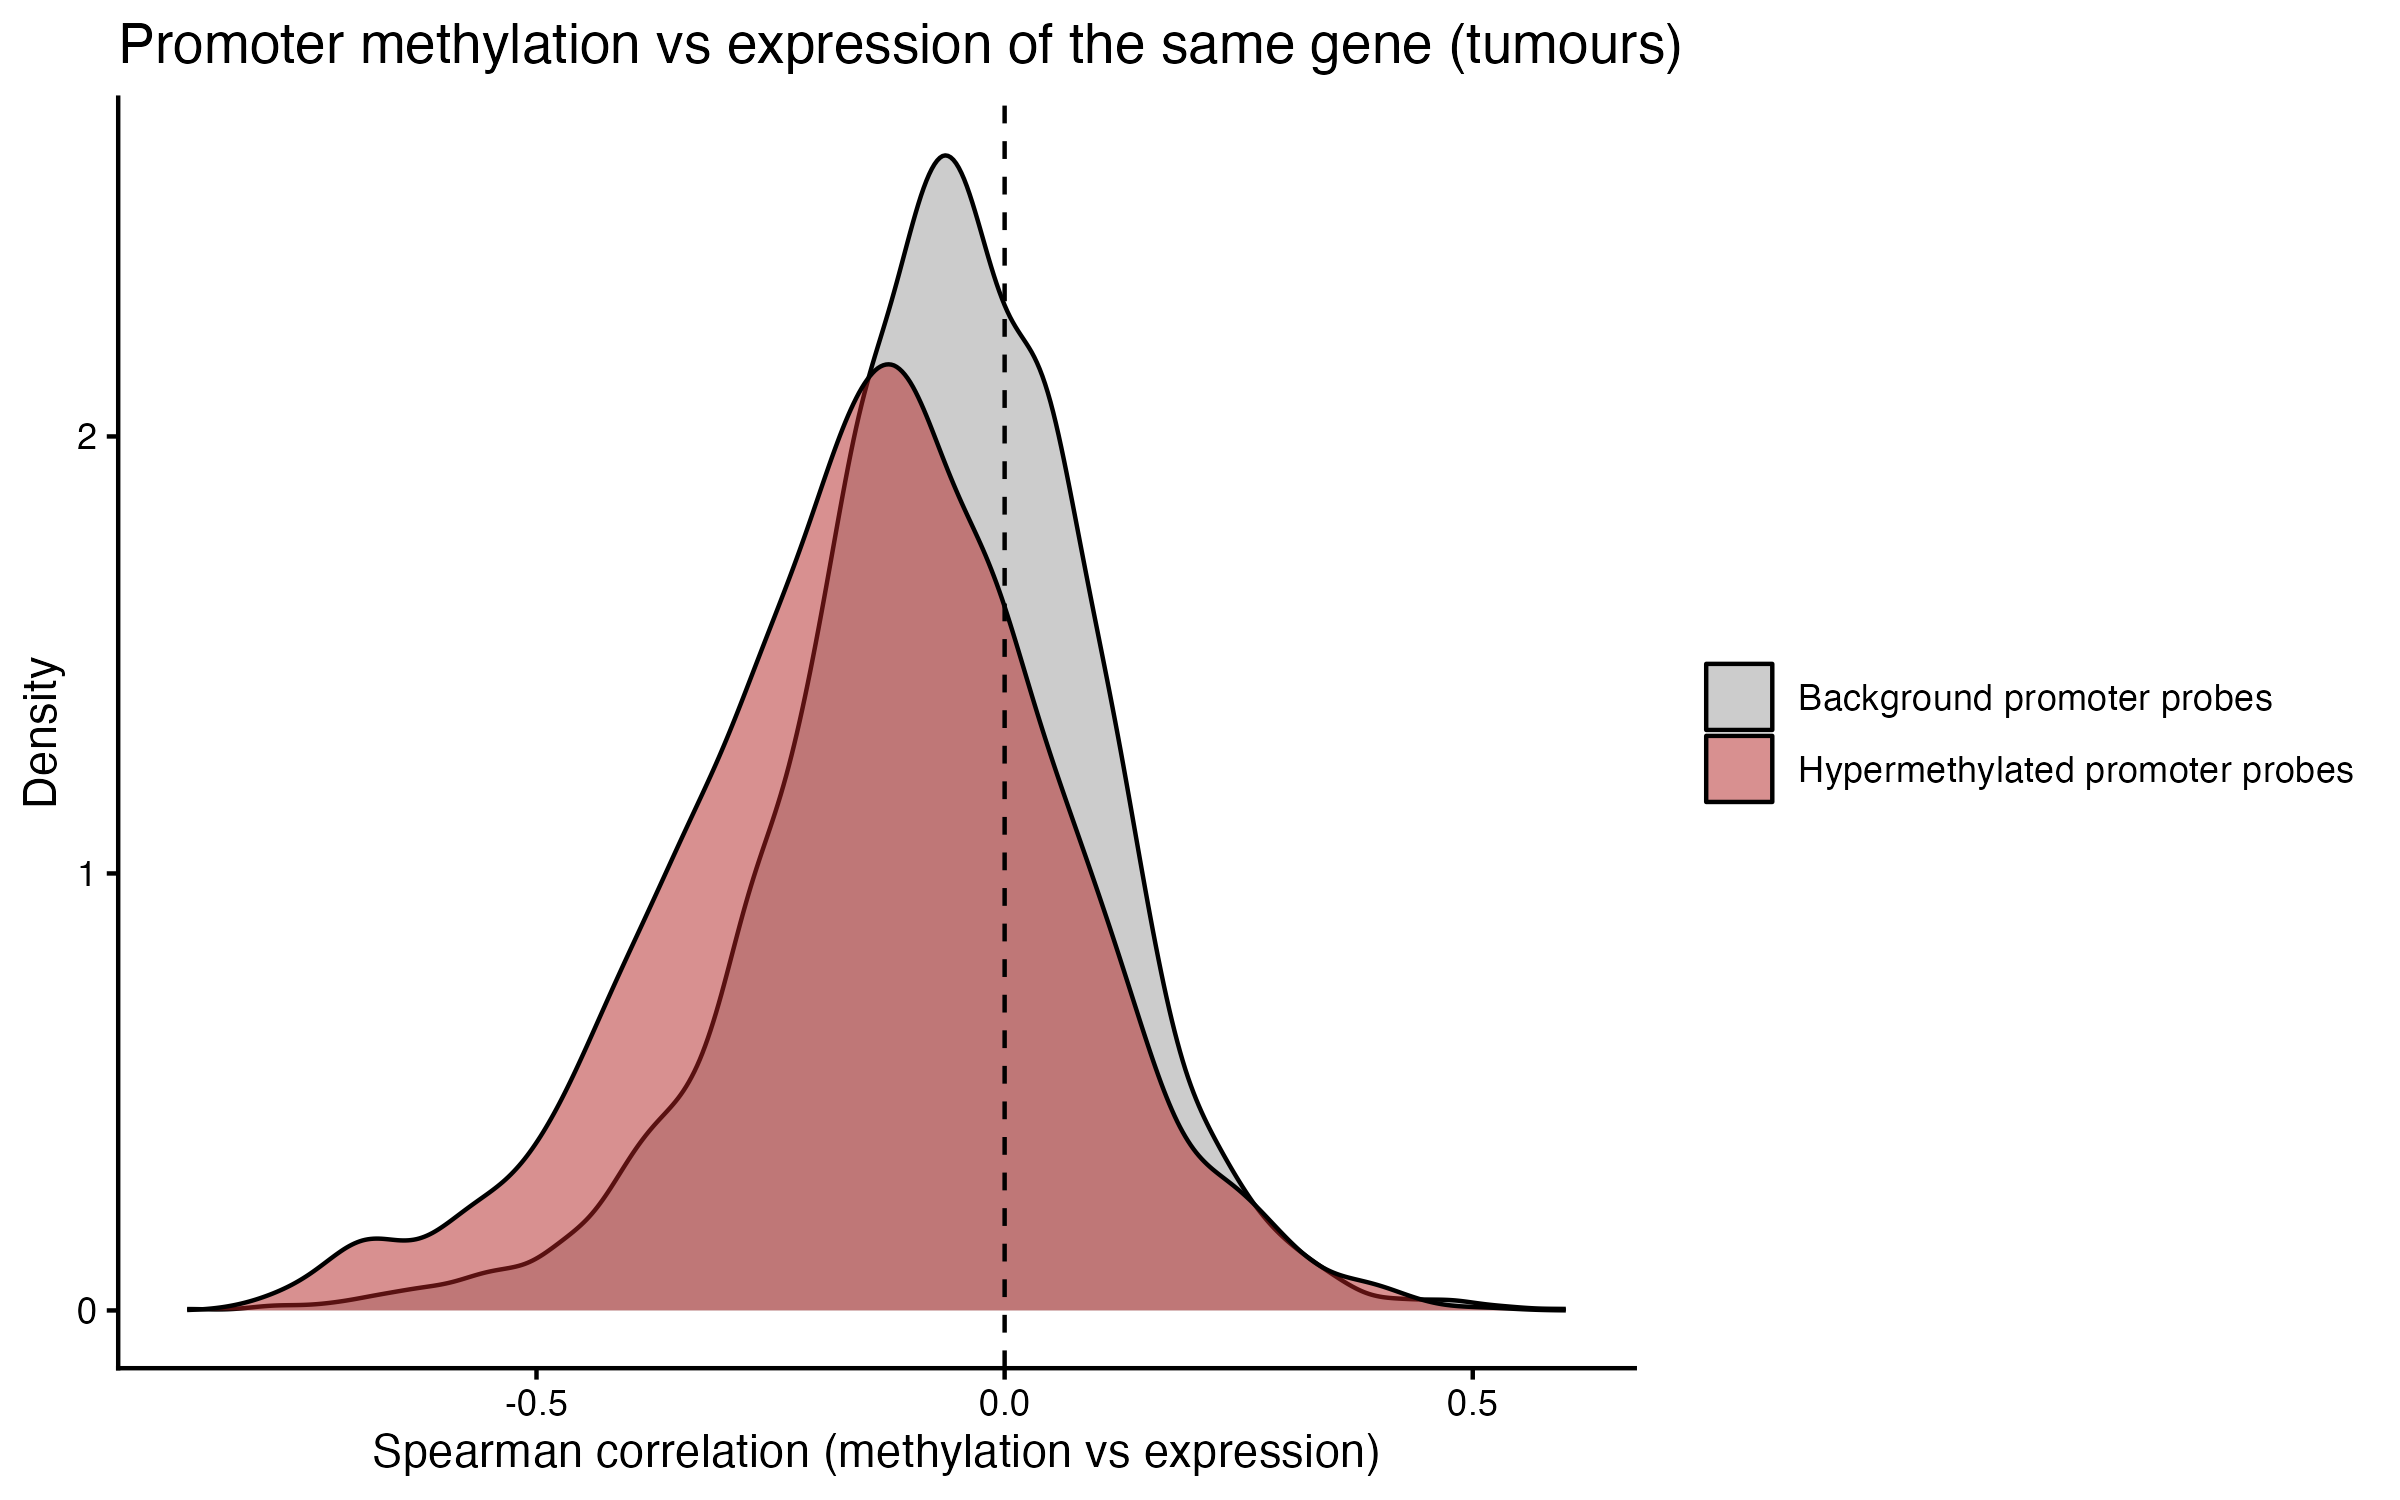 Promoter methylation vs expression of the same gene (tumours)
Density
2
1
0
-0.5
0.0
0.5
Spearman correlation (methylation vs expression)
Background promoter probes
Hypermethylated promoter probes